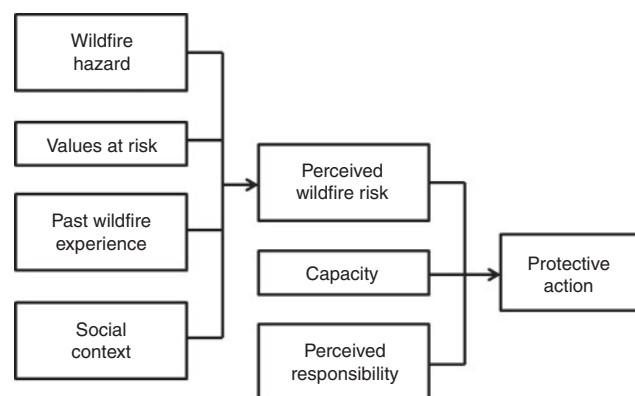 Wildfire
hazard
Values at risk
Past wildfire
experience
Social
context
Perceived
wildfire risk
Capacity
Perceived
responsibility
Protective
action